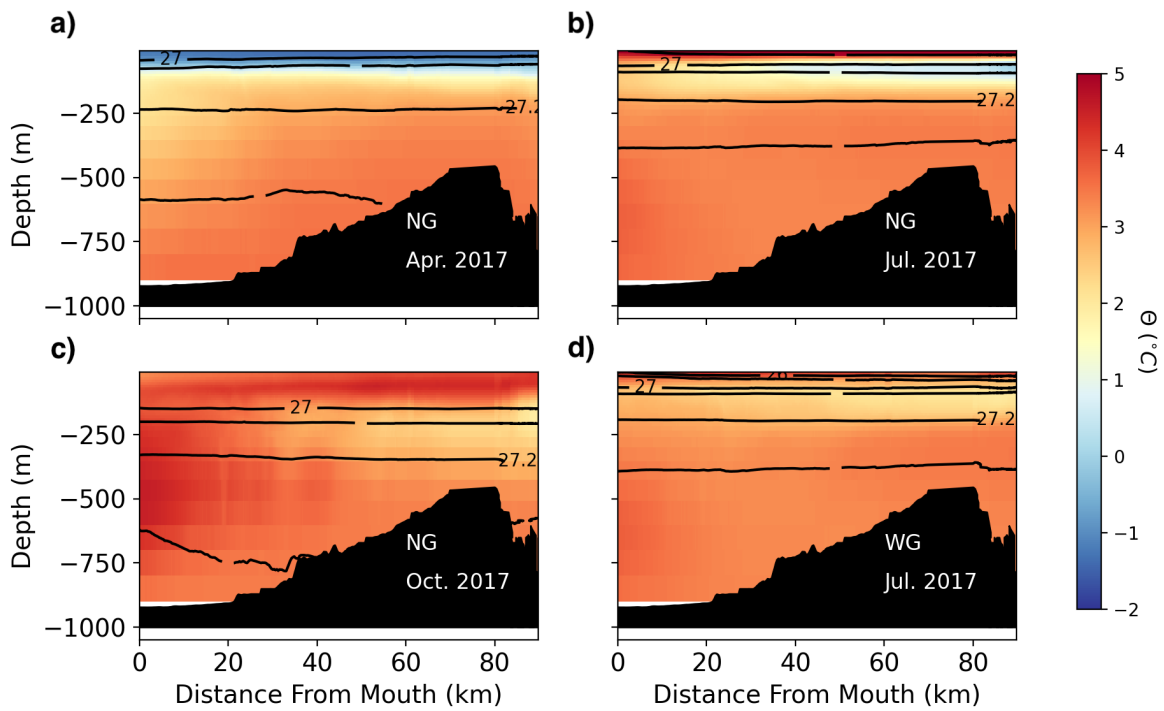 a)
27
27.2
−250
−500
−750
−1000
Depth (m)
NG
Apr. 2017
b)
27
27.2
NG
Jul. 2017
c)
27
27.2
−250
−500
−750
−1000
Depth (m)
NG
Oct. 2017
0 20 40 60 80
Distance From Mouth (km)
d)
27
27.2
WG
Jul. 2017
0 20 40 60 80
Distance From Mouth (km)
5
4
3
2
1
0
−1
−2
Θ (°C)